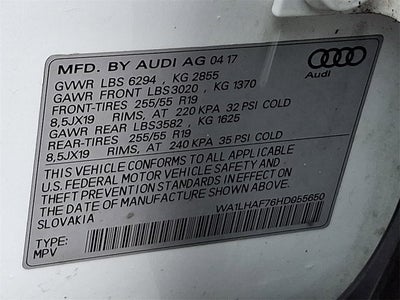 MFD. BY AUDI AG 04 17
GVWR LBS 6294 , KG 2855
GAWR FRONT LBS3020 , KG 1370
FRONT-TIRES 255/55 R19
8,5JX19 RIMS, AT 220 KPA 32 PSI COLD
GAWR REAR LBS3582 , KG 1625
REAR-TIRES 255/55 R19
8,5JX19 RIMS, AT 240 KPA 35 PSI COLD
THIS VEHICLE CONFORMS TO ALL APPLICABLE
U.S. FEDERAL MOTOR VEHICLE SAFETY AND
THEFT PREVENTION STANDARDS IN EFFECT ON
THE DATE OF MANUFACTURE SHOWN ABOVE.
SLOVAKIA
TYPE:
MPV
WA1LHAF76HD055650
Audi